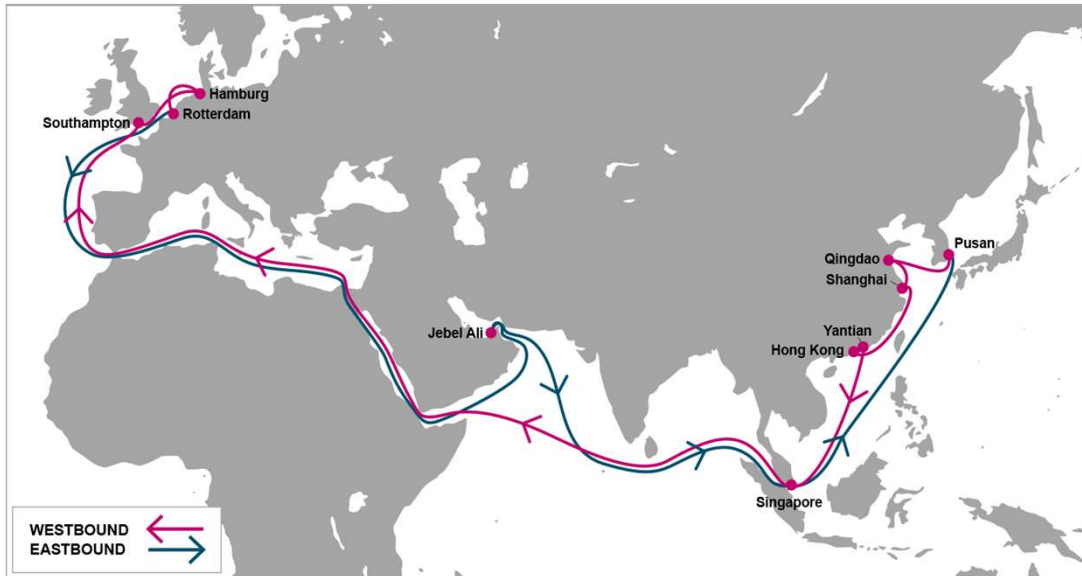 Hamburg
Rotterdam
Southampton
Pusan
Qingdao
Shanghai
Yantian
Hong Kong
Jebel Ali
Singapore
WESTBOUND
EASTBOUND